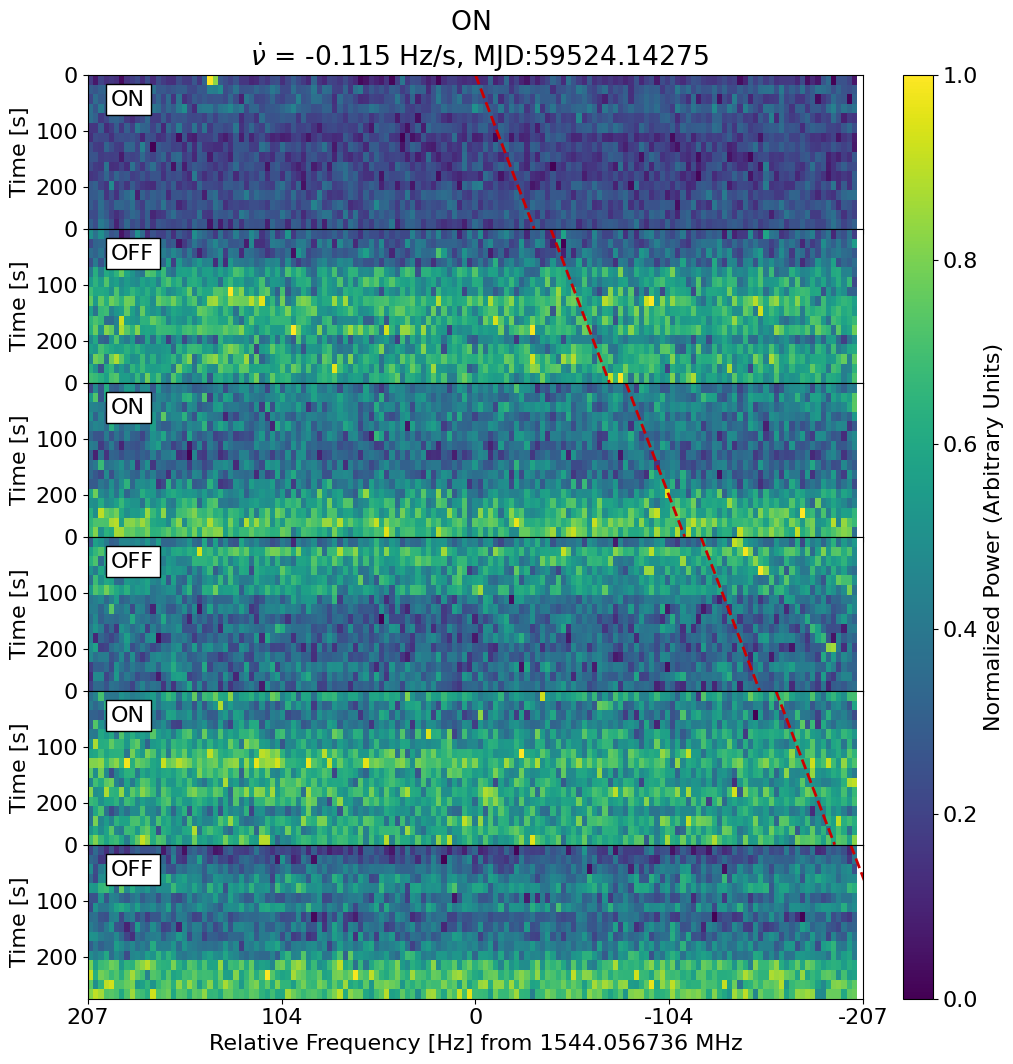 ON
ν̇ = -0.115 Hz/s, MJD:59524.14275
0
ON
100
200
Time [s]
0
OFF
100
200
Time [s]
0
ON
100
200
Time [s]
0
OFF
100
200
Time [s]
0
ON
100
200
Time [s]
0
OFF
100
200
Time [s]
207 104 0 -104 -207
Relative Frequency [Hz] from 1544.056736 MHz
1.0
0.8
0.6
0.4
0.2
0.0
Normalized Power (Arbitrary Units)